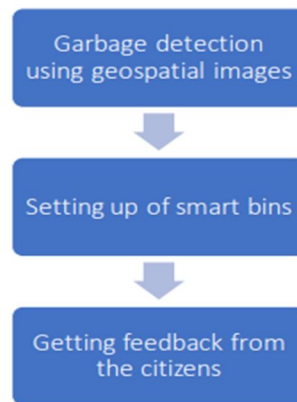 Garbage detection
using geospatial images
Setting up of smart bins
Getting feedback from
the citizens